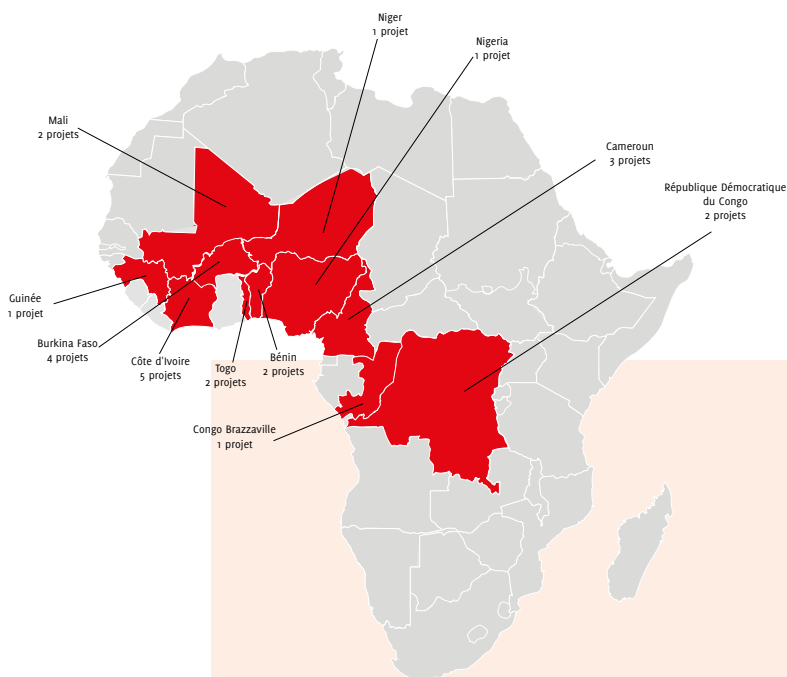 Niger
1 projet
Nigeria
1 projet
Mali
2 projets
Cameroun
3 projets
République Démocratique
du Congo
2 projets
Guinée
1 projet
Burkina Faso
4 projets
Côte d'Ivoire
5 projets
Togo
2 projets
Bénin
2 projets
Congo Brazzaville
1 projet